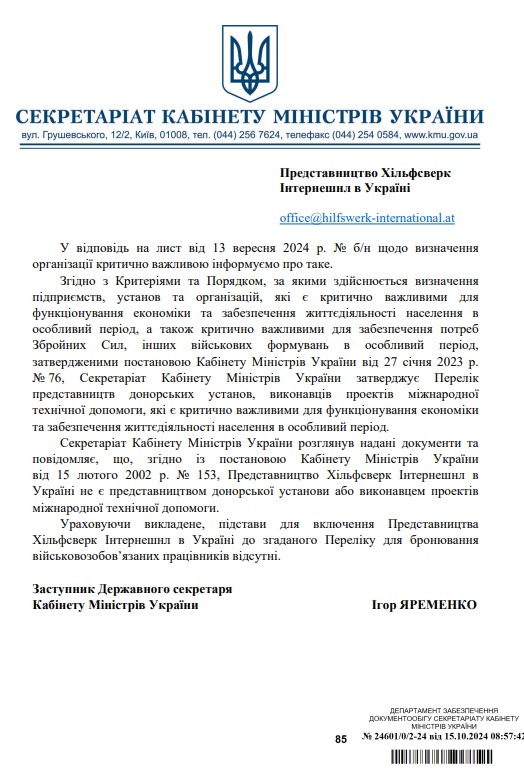 СЕКРЕТАРІАТ КАБІНЕТУ МІНІСТРІВ УКРАЇНИ
вул. Грушевського, 12/2, Київ, 01008, тел. (044) 256 7624, телефакс (044) 254 0584, www.kmu.gov.ua
Представництво Хільфсверк
Інтернешнл в Україні
office@hilfswerk-international.at
У відповідь на лист від 13 вересня 2024 р. № б/н щодо визначення
організації критично важливою інформуємо про таке.
Згідно з Критеріями та Порядком, за якими здійснюється визначення
підприємств, установ та організацій, які є критично важливими для
функціонування економіки та забезпечення життєдіяльності населення в
особливий період, а також критично важливими для забезпечення потреб
Збройних Сил, інших військових формувань в особливий період,
затвердженими постановою Кабінету Міністрів України від 27 січня 2023 р.
№ 76, Секретаріат Кабінету Міністрів України затверджує Перелік
представництв донорських установ, виконавців проектів міжнародної
технічної допомоги, які є критично важливими для функціонування економіки
та забезпечення життєдіяльності населення в особливий період.
Секретаріат Кабінету Міністрів України розглянув надані документи та
повідомляє, що, згідно із постановою Кабінету Міністрів України
від 15 лютого 2002 р. № 153, Представництво Хільфсверк Інтернешнл в
Україні не є представництвом донорської установи або виконавцем проектів
міжнародної технічної допомоги.
Ураховуючи викладене, підстави для включення Представництва
Хільфсверк Інтернешнл в Україні до згаданого Переліку для бронювання
військовозобов’язаних працівників відсутні.
Заступник Державного секретаря
Кабінету Міністрів України Ігор ЯРЕМЕНКО
ДЕПАРТАМЕНТ ЗАБЕЗПЕЧЕННЯ
ДОКУМЕНТООБІГУ СЕКРЕТАРІАТУ КАБІНЕТУ
МІНІСТРІВ УКРАЇНИ
85 № 24601/0/2-24 від 15.10.2024 08:57:42